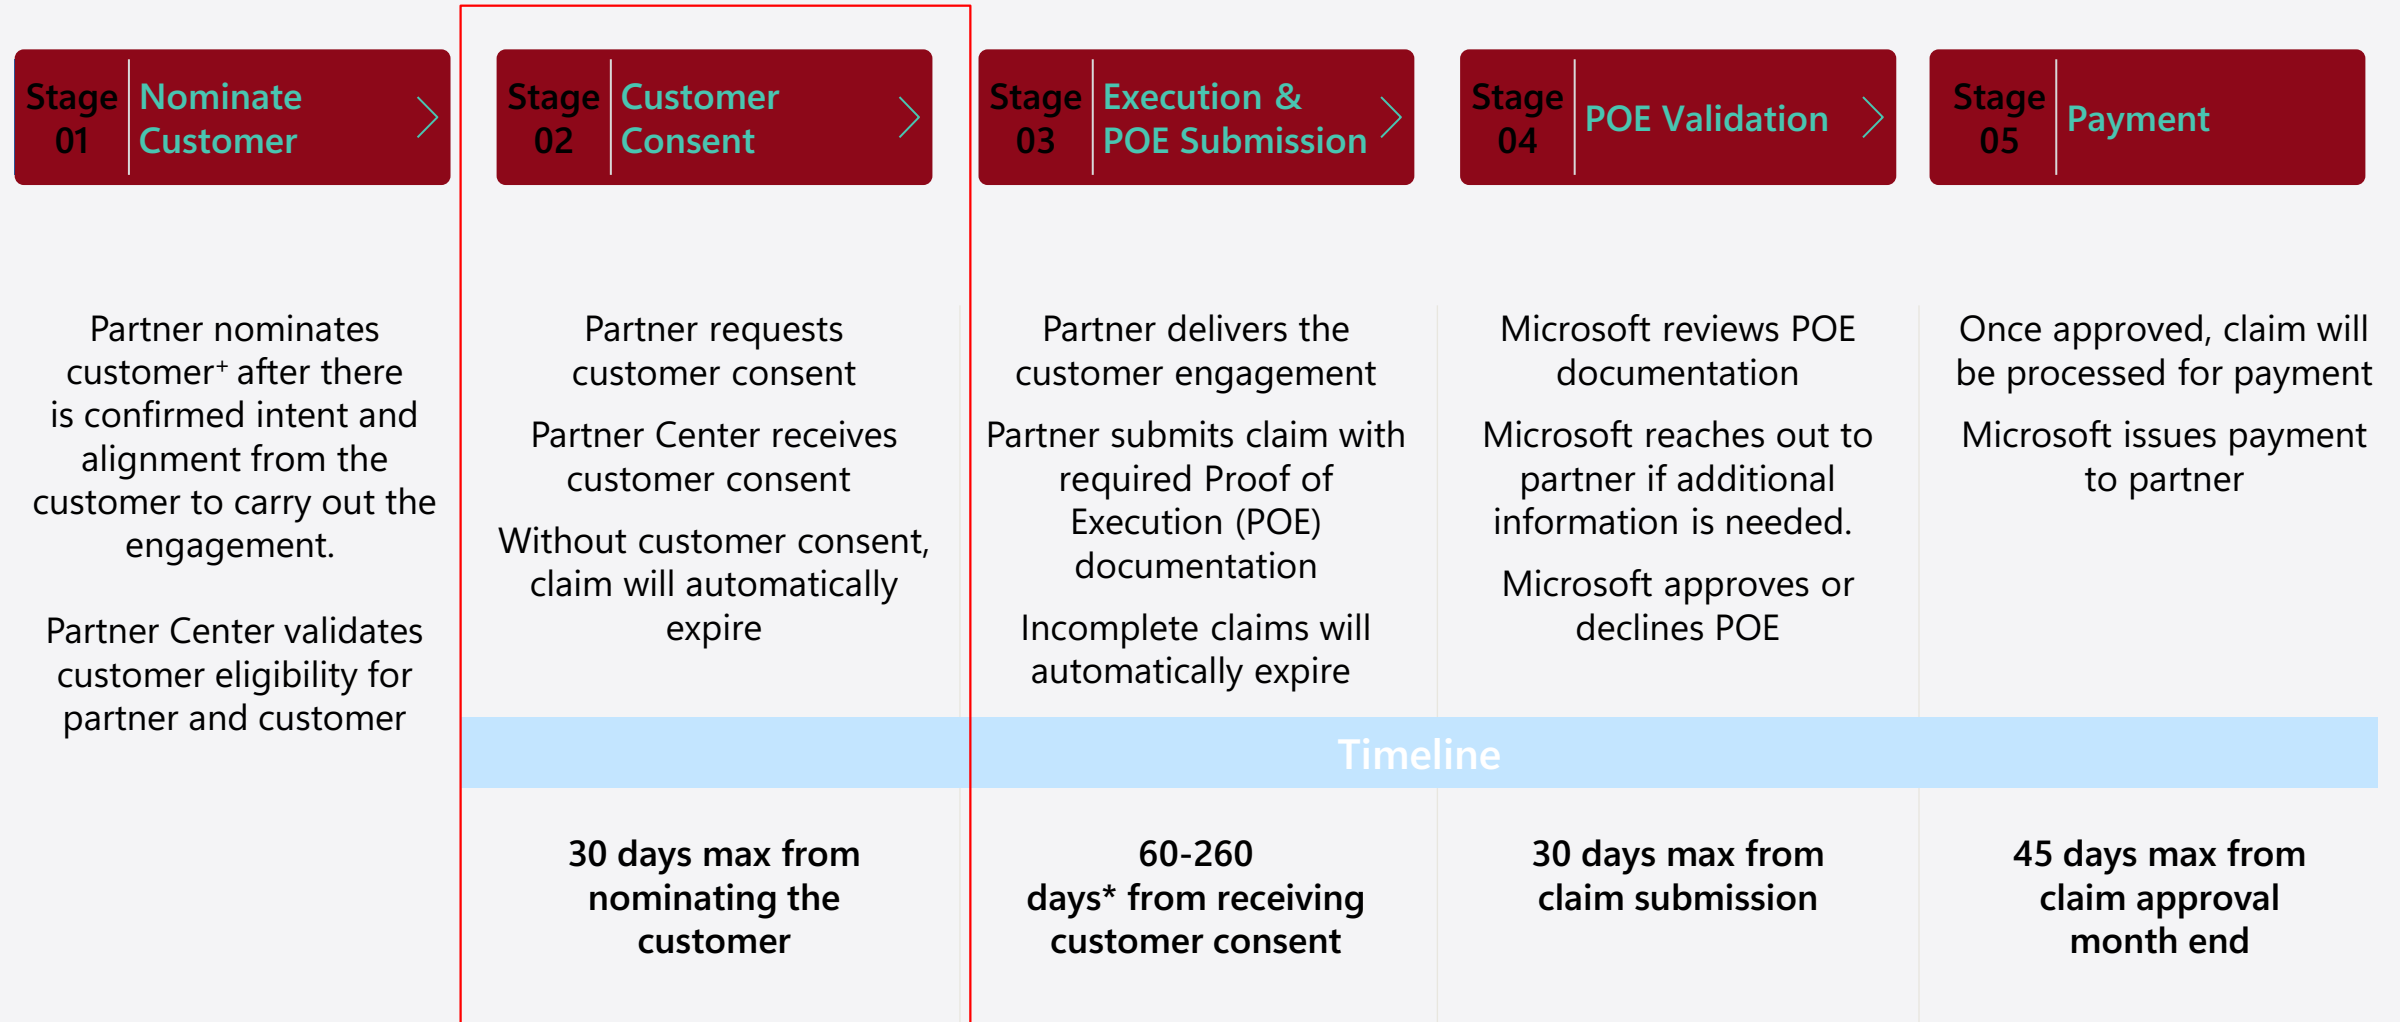 Stage
01
Nominate
Customer
Stage
02
Customer
Consent
Stage
03
Execution &
POE Submission
Stage
04
POE Validation
Stage
05
Payment
Partner nominates
customer+ after there
is confirmed intent and
alignment from the
customer to carry out the
engagement.
Partner Center validates
customer eligibility for
partner and customer
Partner requests
customer consent
Partner Center receives
customer consent
Without customer consent,
claim will automatically
expire
Partner delivers the
customer engagement
Partner submits claim with
required Proof of
Execution (POE)
documentation
Incomplete claims will
automatically expire
Microsoft reviews POE
documentation
Microsoft reaches out to
partner if additional
information is needed.
Microsoft approves or
declines POE
Once approved, claim will
be processed for payment
Microsoft issues payment
to partner
Timeline
30 days max from
nominating the
customer
60-260
days* from receiving
customer consent
30 days max from
claim submission
45 days max from
claim approval
month end